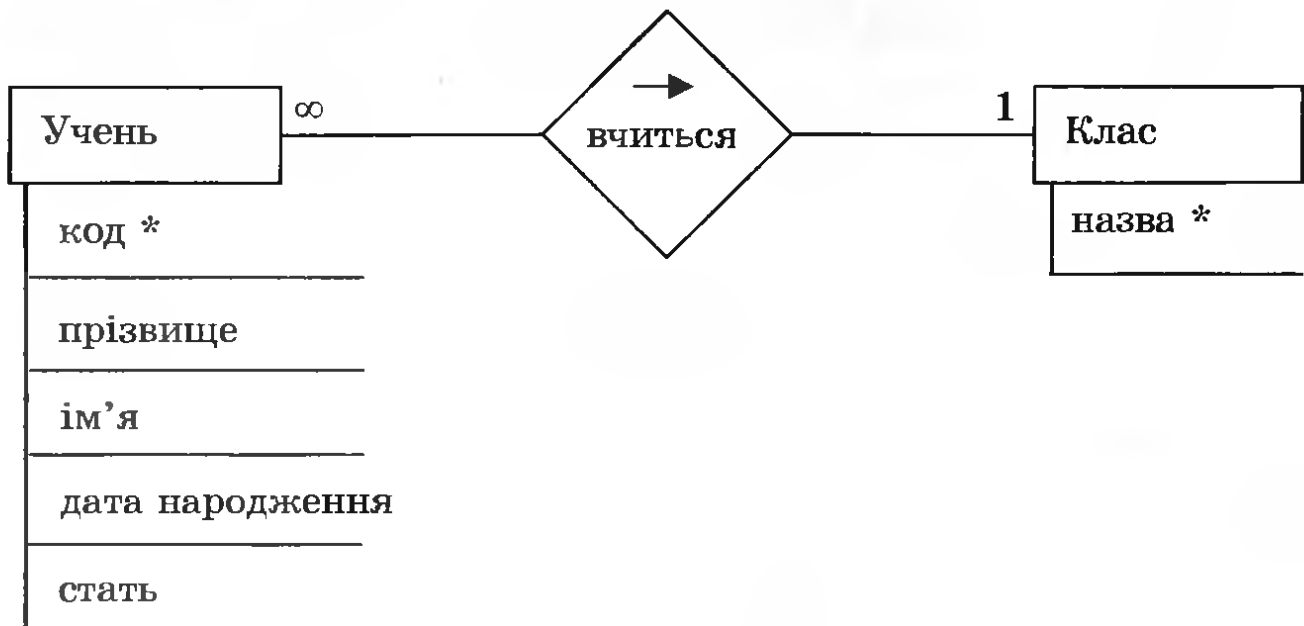 Учень
∞
вчиться
1
Клас
код *
прізвище
ім’я
дата народження
стать
назва *